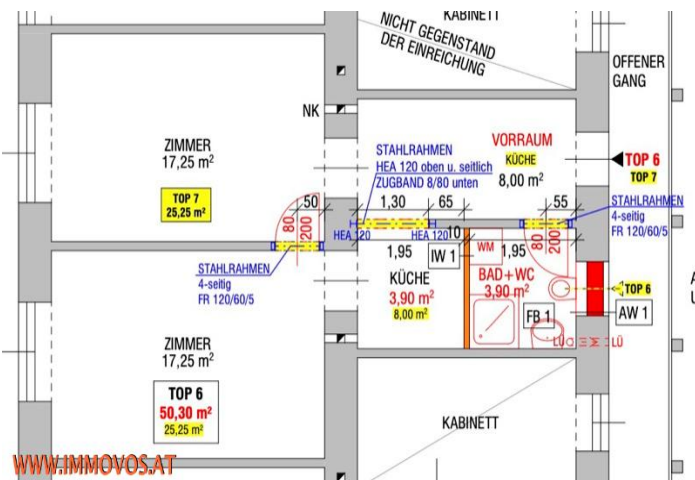 KABINETT
NICHT GEGENSTAND
DER EINREICHUNG
OFFENER
GANG
NK
ZIMMER
17,25 m²
TOP 7
25,25 m²
STAHLRAHMEN
HEA 120 oben u. seitlich
ZUGBAND 8/80 unten
VORRAUM
KÜCHE
8,00 m²
TOP 6
TOP 7
50
1,30
65
55
STAHLRAHMEN
4-seitig
FR 120/60/5
80
200
HEA 120
HEA 120
10
80
200
1,95
IW 1
WM
1,95
STAHLRAHMEN
4-seitig
FR 120/60/5
KÜCHE
3,90 m²
8,00 m²
BAD+WC
3,90 m²
TOP 6
FB 1
AW 1
ZIMMER
17,25 m²
TOP 6
50,30 m²
25,25 m²
KABINETT
WWW.IMMOVOS.AT